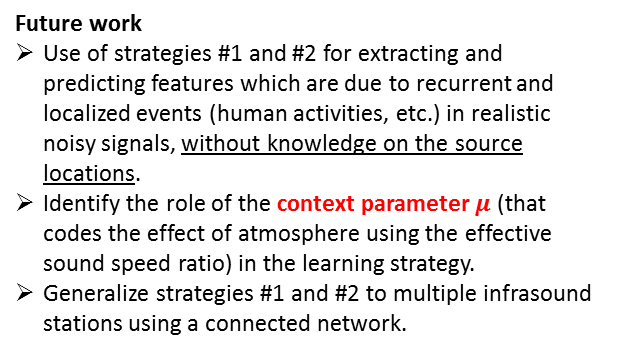 Future work
➢ Use of strategies #1 and #2 for extracting and
predicting features which are due to recurrent and
localized events (human activities, etc.) in realistic
noisy signals, without knowledge on the source
locations.
➢ Identify the role of the context parameter μ (that
codes the effect of atmosphere using the effective
sound speed ratio) in the learning strategy.
➢ Generalize strategies #1 and #2 to multiple infrasound
stations using a connected network.